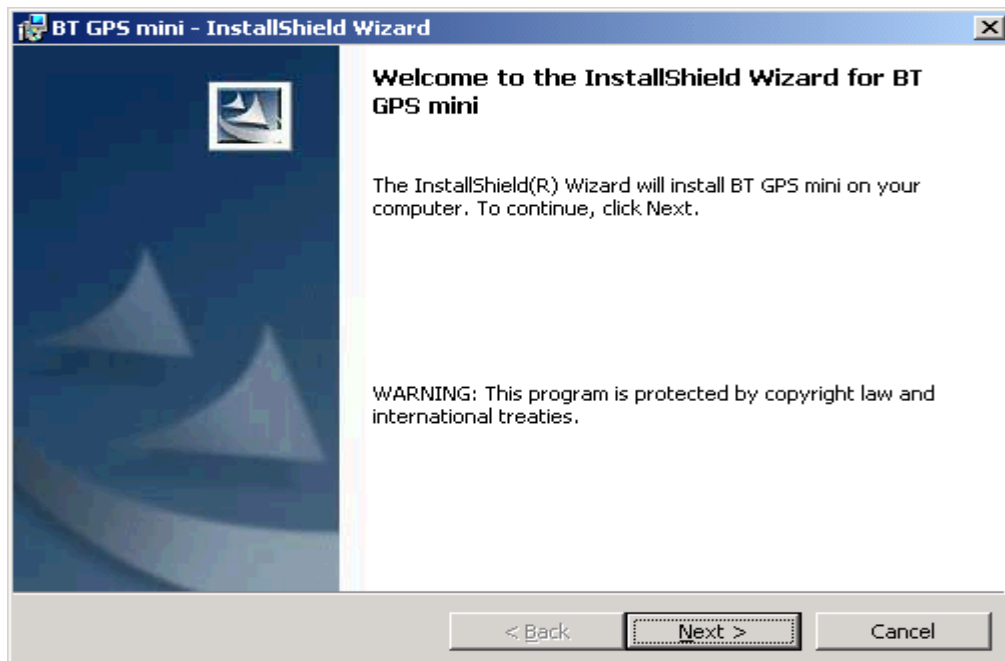 BT GPS mini - InstallShield Wizard
Welcome to the InstallShield Wizard for BT
GPS mini
The InstallShield(R) Wizard will install BT GPS mini on your
computer. To continue, click Next.
WARNING: This program is protected by copyright law and
international treaties.
< Back
Next >
Cancel